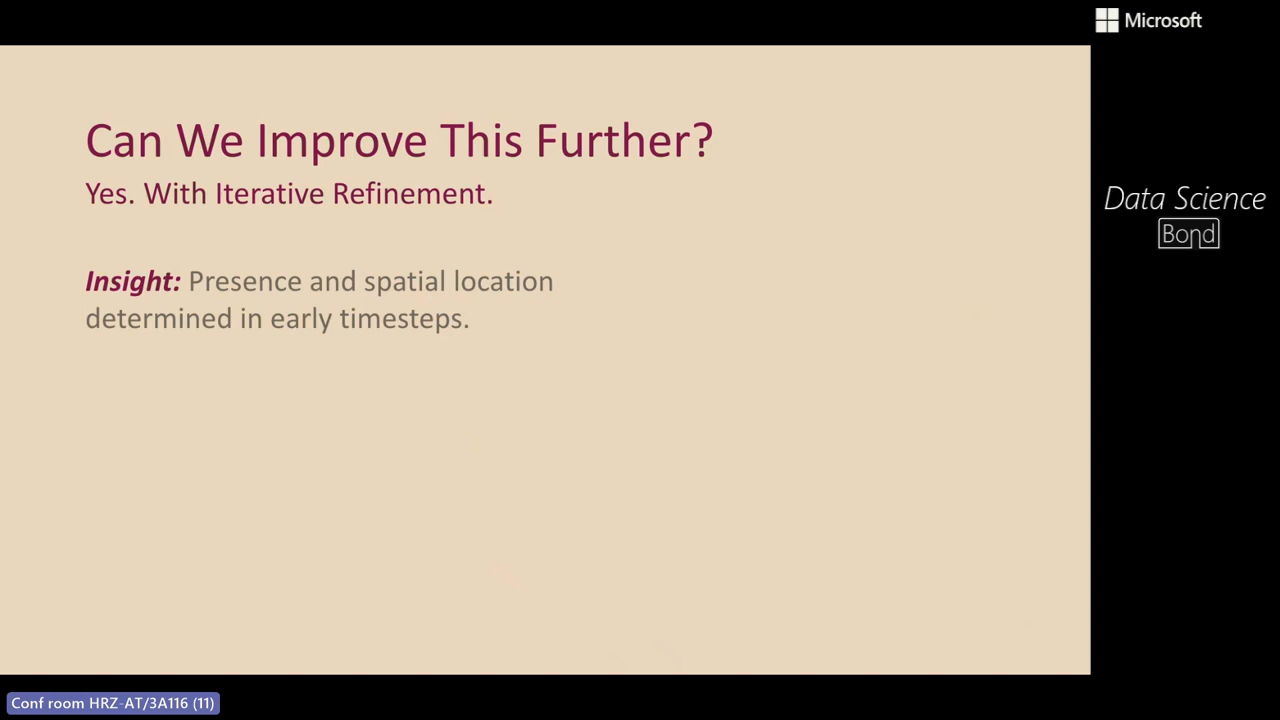 Microsoft
Can We Improve This Further?
Yes. With Iterative Refinement.
Data Science
Bond
Insight: Presence and spatial location
determined in early timesteps.
Conf room HRZ-AT/3A116 (11)